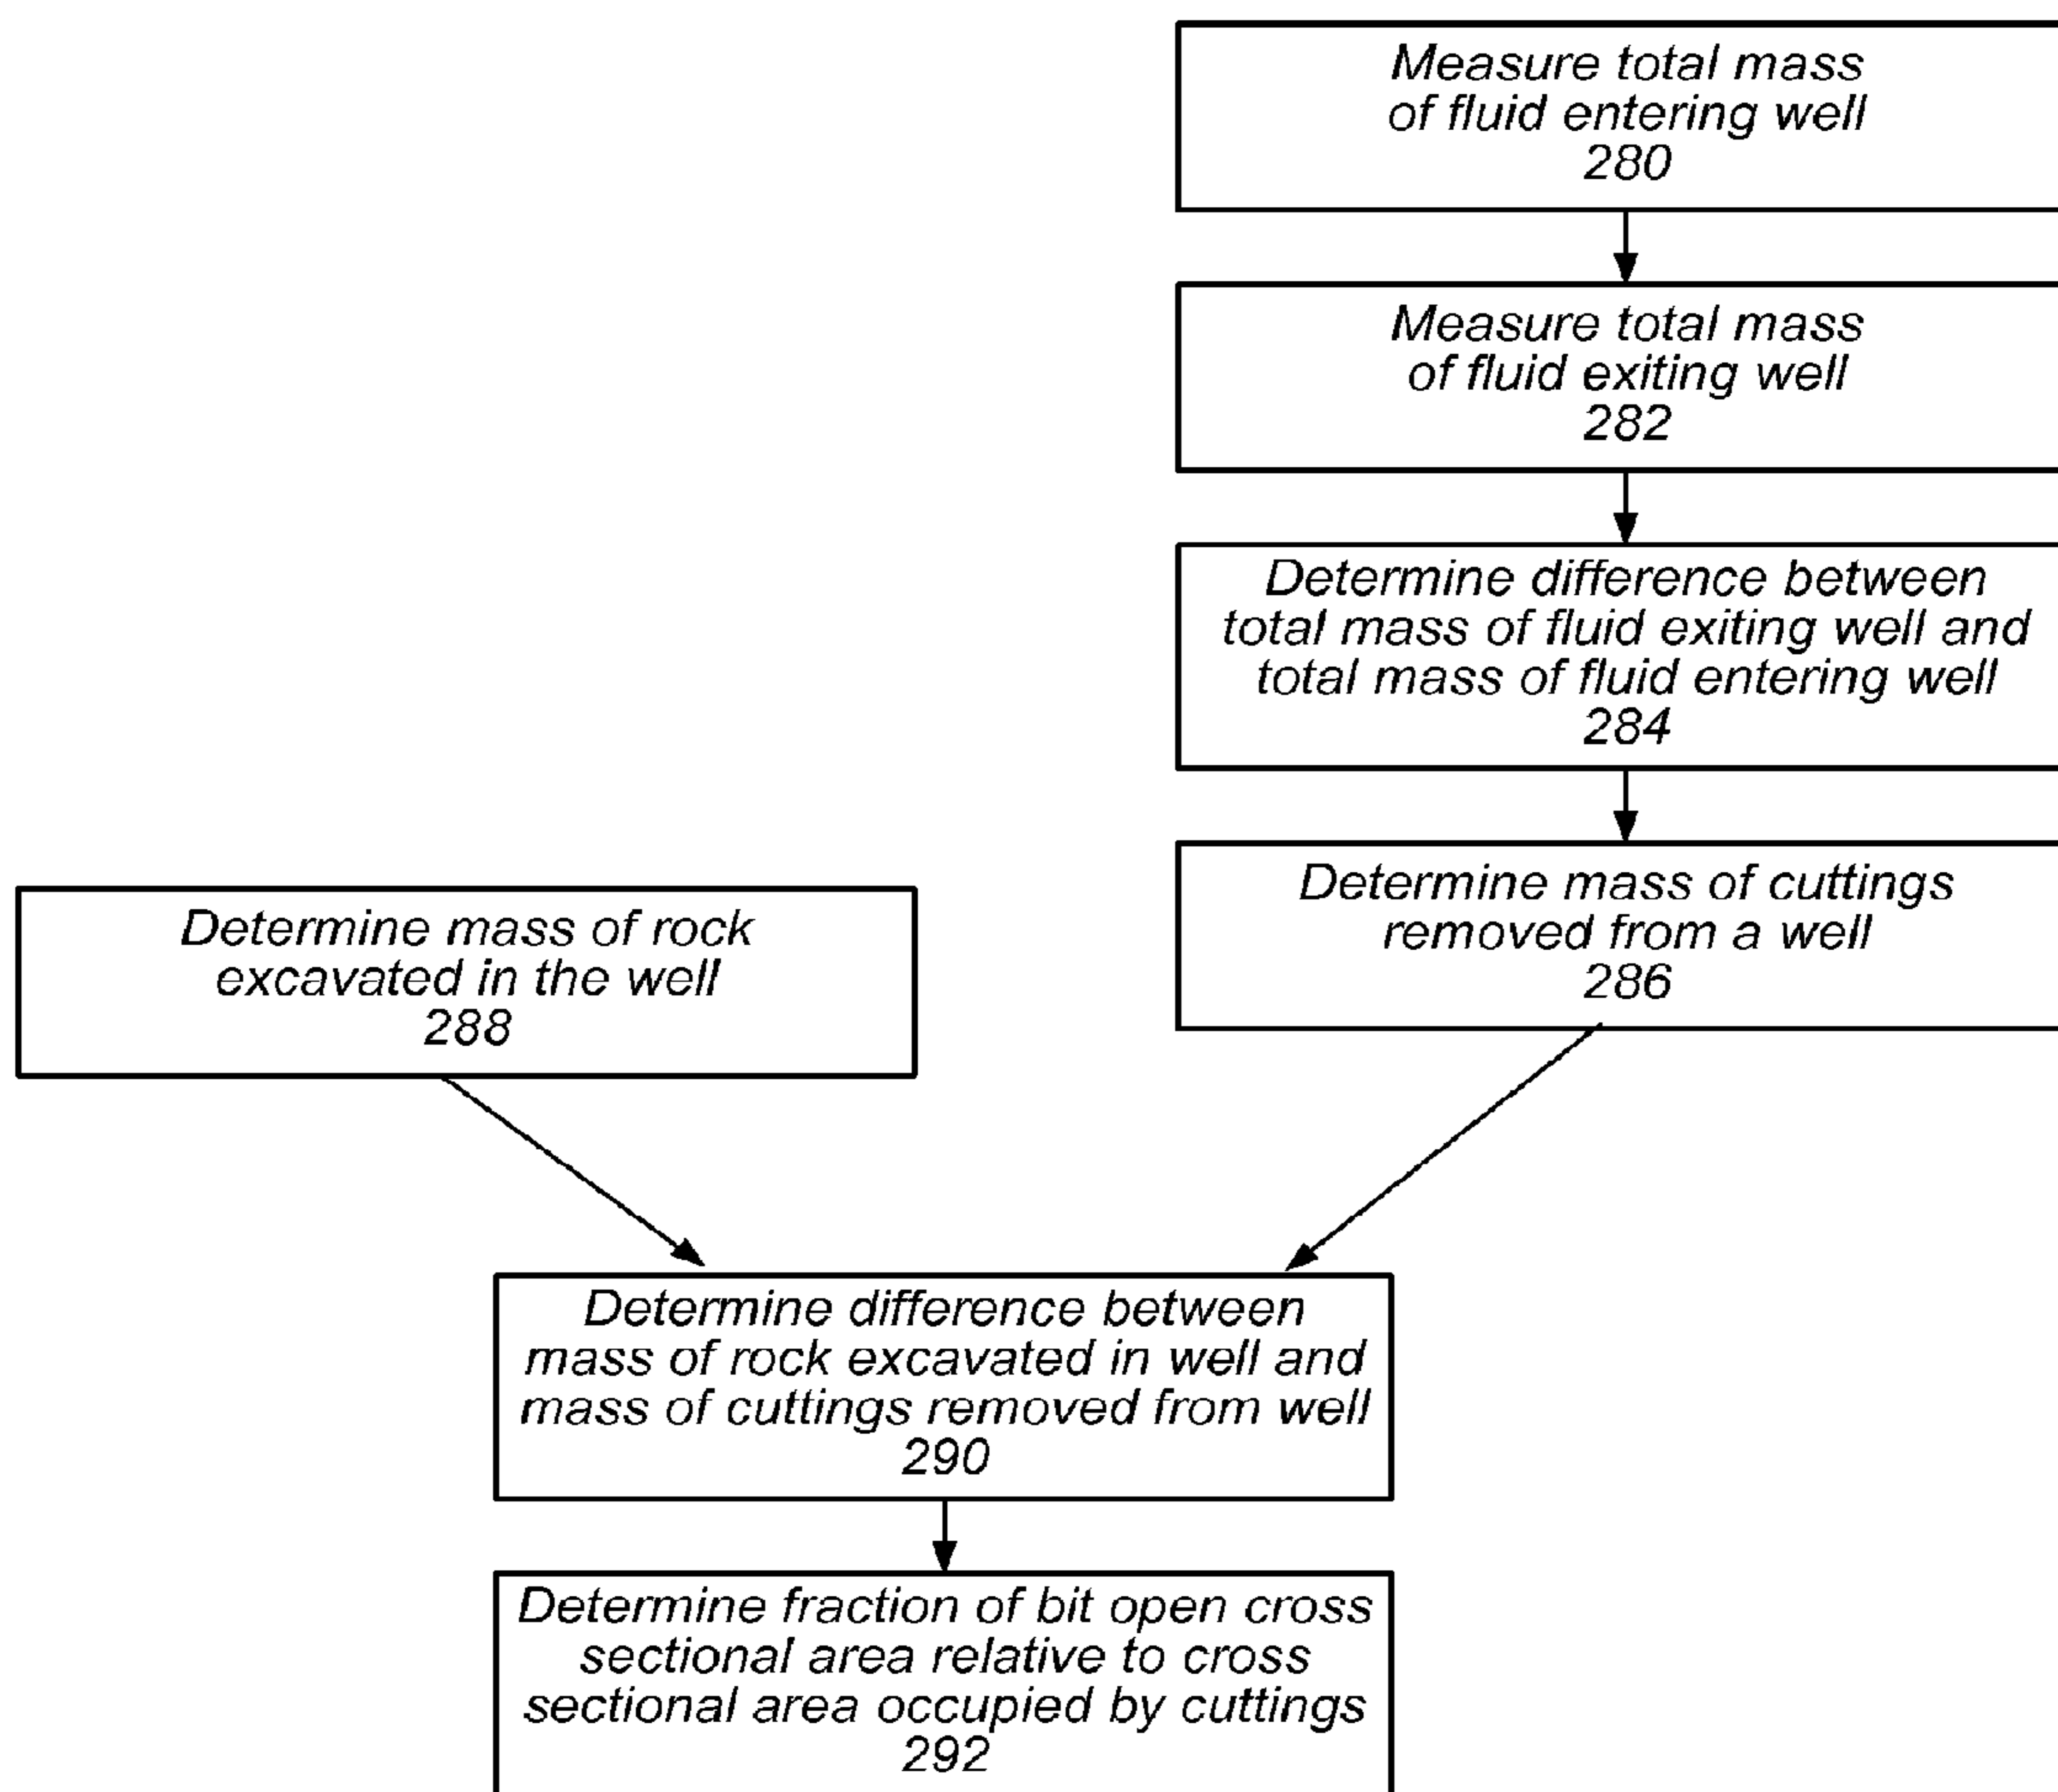 Measure total mass
of fluid entering well
280
Measure total mass
of fluid exiting well
282
Determine difference between
total mass of fluid exiting well and
total mass of fluid entering well
284
Determine mass of cuttings
removed from a well
286
Determine mass of rock
excavated in the well
288
Determine difference between
mass of rock excavated in well and
mass of cuttings removed from well
290
Determine fraction of bit open cross
sectional area relative to cross
sectional area occupied by cuttings
292